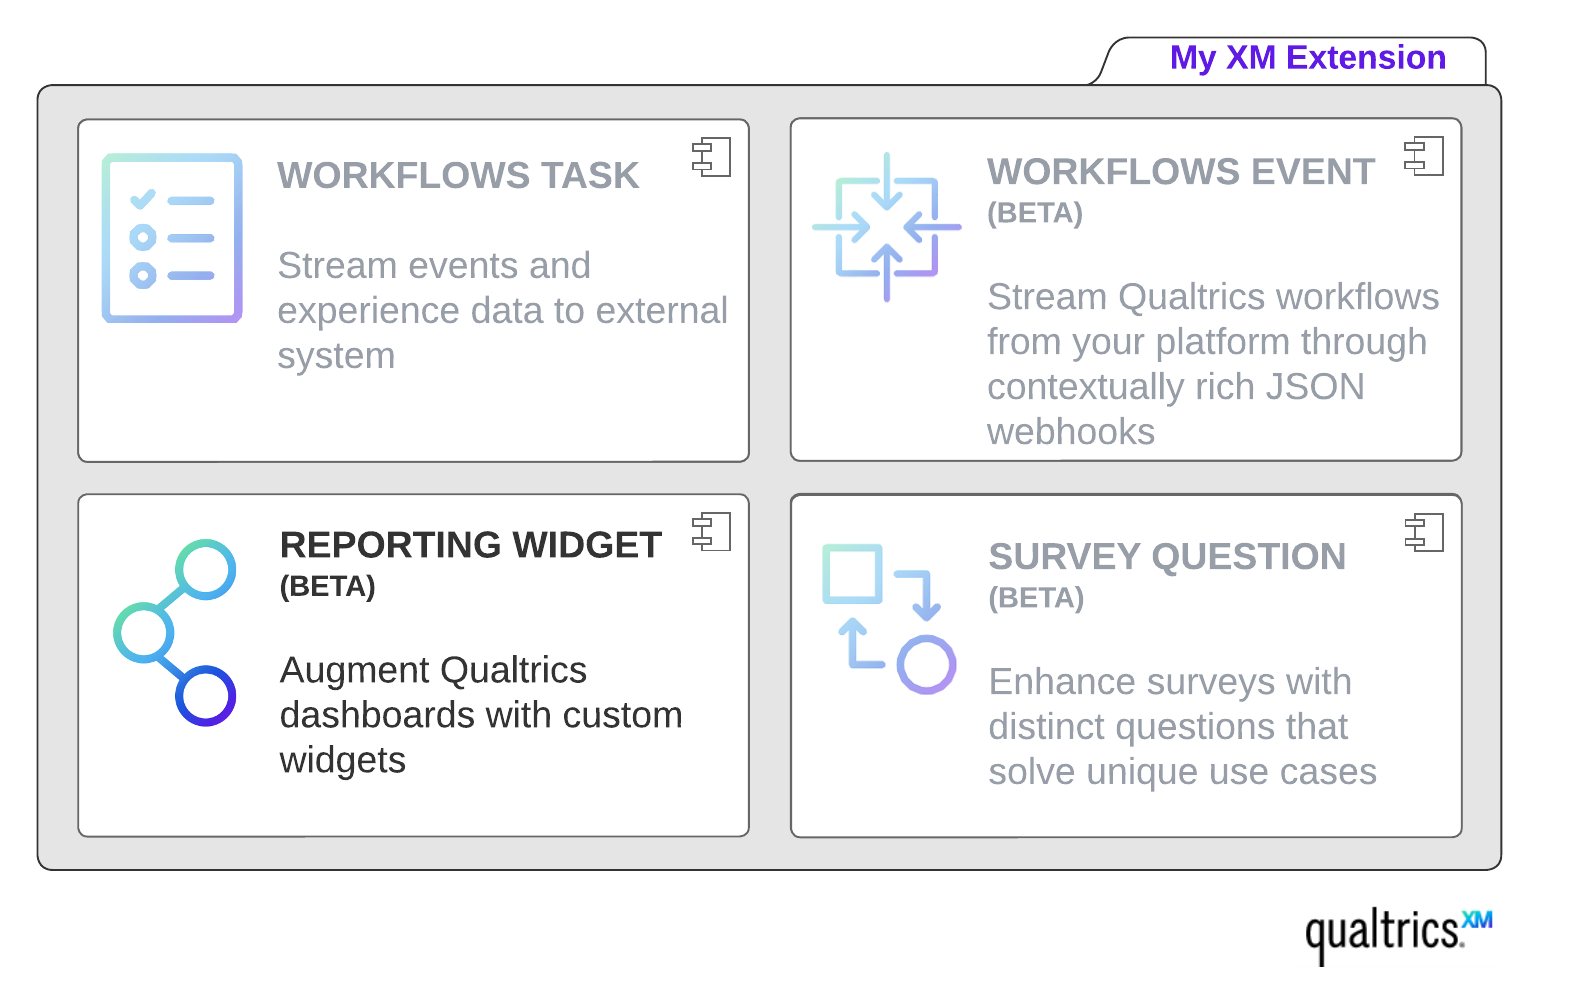 My XM Extension
WORKFLOWS TASK
Stream events and
experience data to external
system
WORKFLOWS EVENT
(BETA)
Stream Qualtrics workflows
from your platform through
contextually rich JSON
webhooks
REPORTING WIDGET
(BETA)
Augment Qualtrics
dashboards with custom
widgets
SURVEY QUESTION
(BETA)
Enhance surveys with
distinct questions that
solve unique use cases
qualtrics.XM